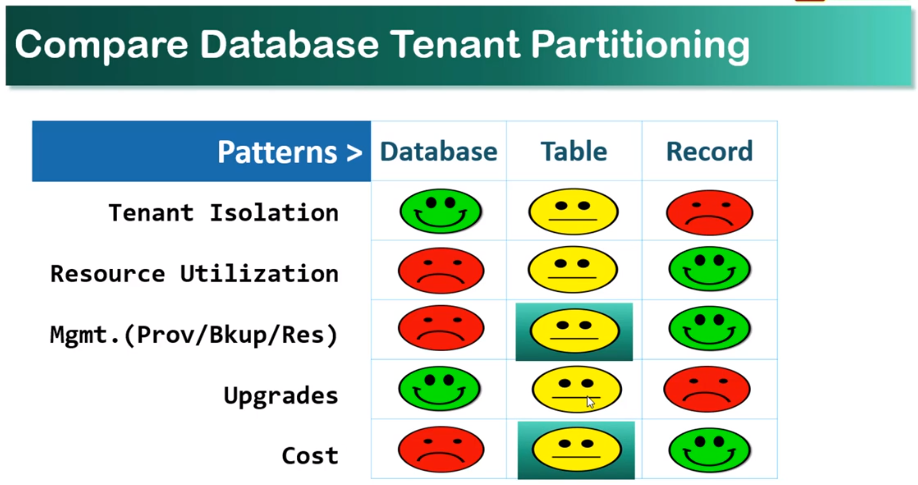 Compare Database Tenant Partitioning
Patterns > Database Table Record
Tenant Isolation
Resource Utilization
Mgmt.(Prov/Bkup/Res)
Upgrades
Cost